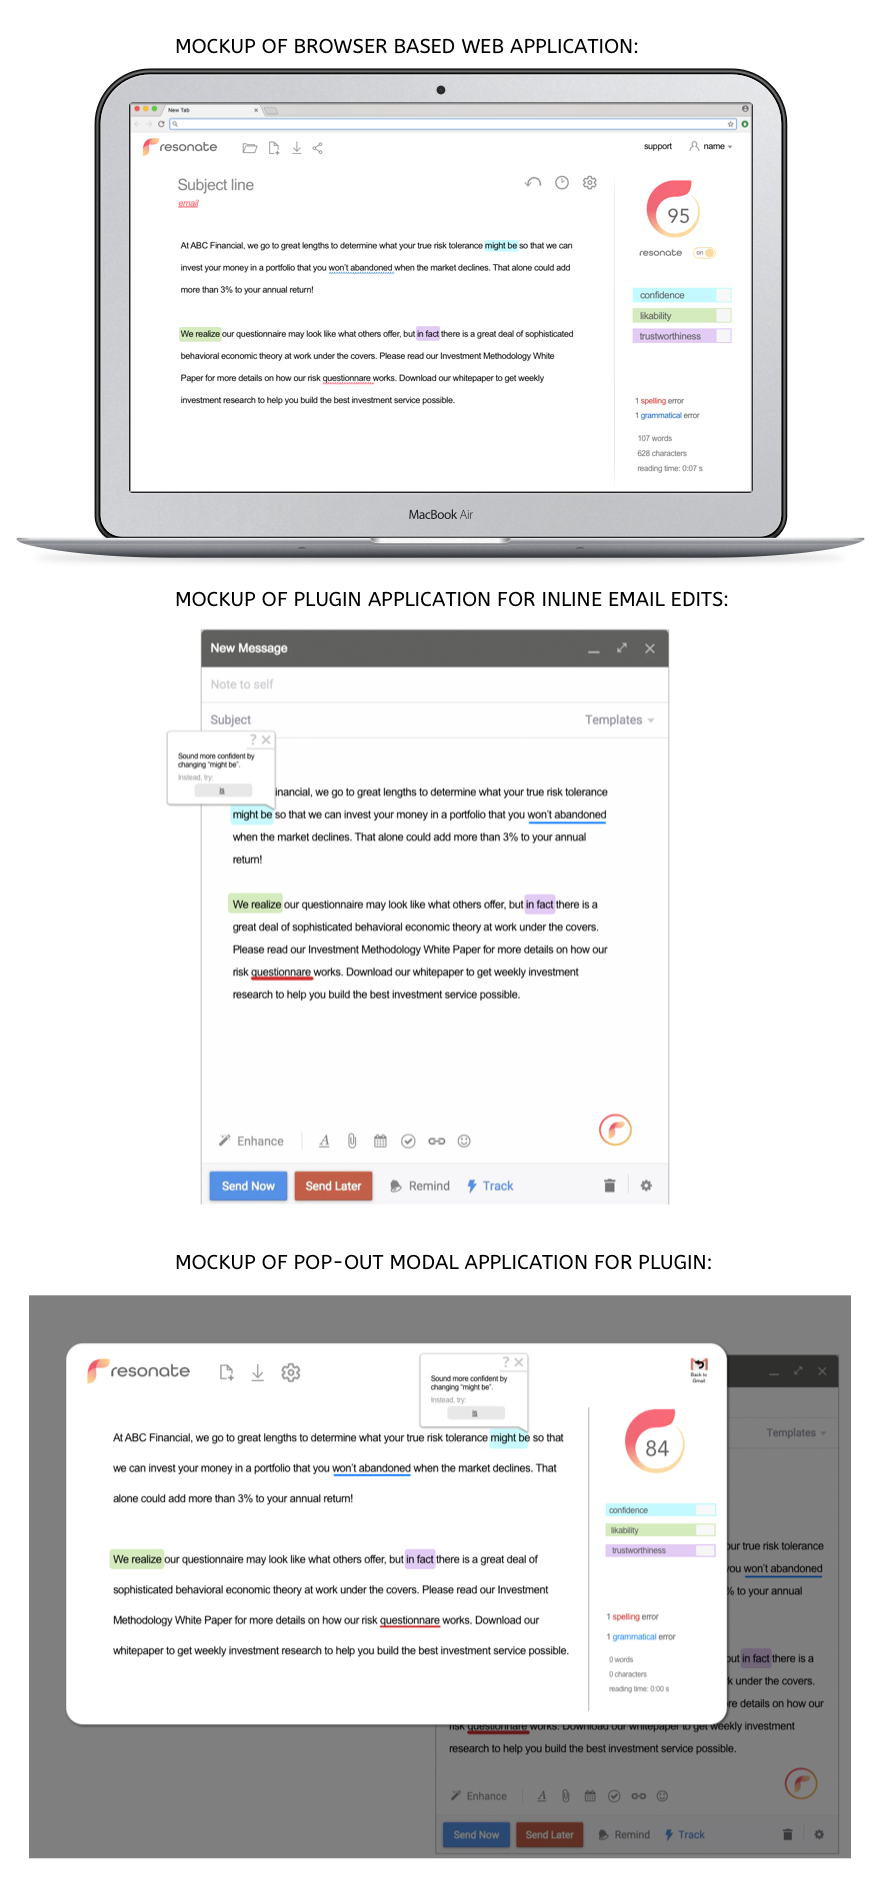 MOCKUP OF BROWSER BASED WEB APPLICATION:
New Tab
resonate
support
name
Subject line
email
At ABC Financial, we go to great lengths to determine what your true risk tolerance might be so that we can
invest your money in a portfolio that you won't abandoned when the market declines. That alone could add
more than 3% to your annual return!
We realize our questionnaire may look like what others offer, but in fact there is a great deal of sophisticated
behavioral economic theory at work under the covers. Please read our Investment Methodology White
Paper for more details on how our risk questionnare works. Download our whitepaper to get weekly
investment research to help you build the best investment service possible.
95
resonate on
confidence
likability
trustworthiness
1 spelling error
1 grammatical error
107 words
628 characters
reading time: 0:07 s
MacBook Air
MOCKUP OF PLUGIN APPLICATION FOR INLINE EMAIL EDITS:
New Message
Note to self
Subject
Templates
? ×
Sound more confident by
changing "might be".
Instead, try:
is
inancial, we go to great lengths to determine what your true risk tolerance
might be so that we can invest your money in a portfolio that you won't abandoned
when the market declines. That alone could add more than 3% to your annual
return!
We realize our questionnaire may look like what others offer, but in fact there is a
great deal of sophisticated behavioral economic theory at work under the covers.
Please read our Investment Methodology White Paper for more details on how our
risk questionnare works. Download our whitepaper to get weekly investment
research to help you build the best investment service possible.
Enhance
A
Send Now
Send Later
Remind
Track
MOCKUP OF POP-OUT MODAL APPLICATION FOR PLUGIN:
resonate
? ×
Sound more confident by
changing "might be".
Instead, try:
is
Back to
Gmail
At ABC Financial, we go to great lengths to determine what your true risk tolerance might be so that
we can invest your money in a portfolio that you won't abandoned when the market declines. That
alone could add more than 3% to your annual return!
We realize our questionnaire may look like what others offer, but in fact there is a great deal of
sophisticated behavioral economic theory at work under the covers. Please read our Investment
Methodology White Paper for more details on how our risk questionnare works. Download our
whitepaper to get weekly investment research to help you build the best investment service possible.
84
confidence
likability
trustworthiness
1 spelling error
1 grammatical error
0 words
0 characters
reading time: 0:00 s
Templates
our true risk tolerance
you won't abandoned
% to your annual
out in fact there is a
k under the covers.
re details on how our
risk questionnare works. Download our whitepaper to get weekly investment
research to help you build the best investment service possible.
Enhance
A
Send Now
Send Later
Remind
Track